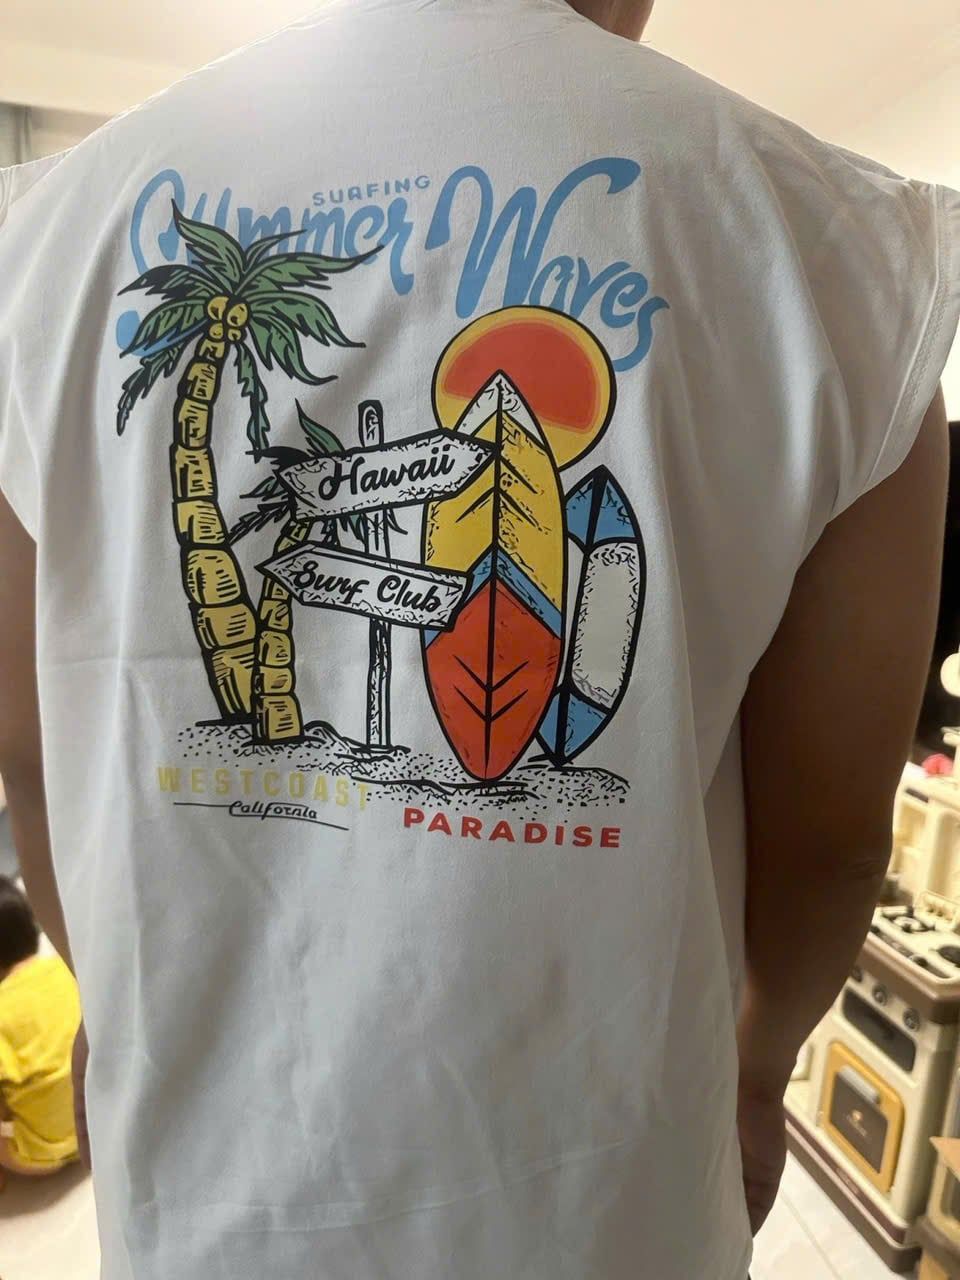 SURFING
Summer Waves
Hawaii
Surf Club
WESTCOAST
California
PARADISE